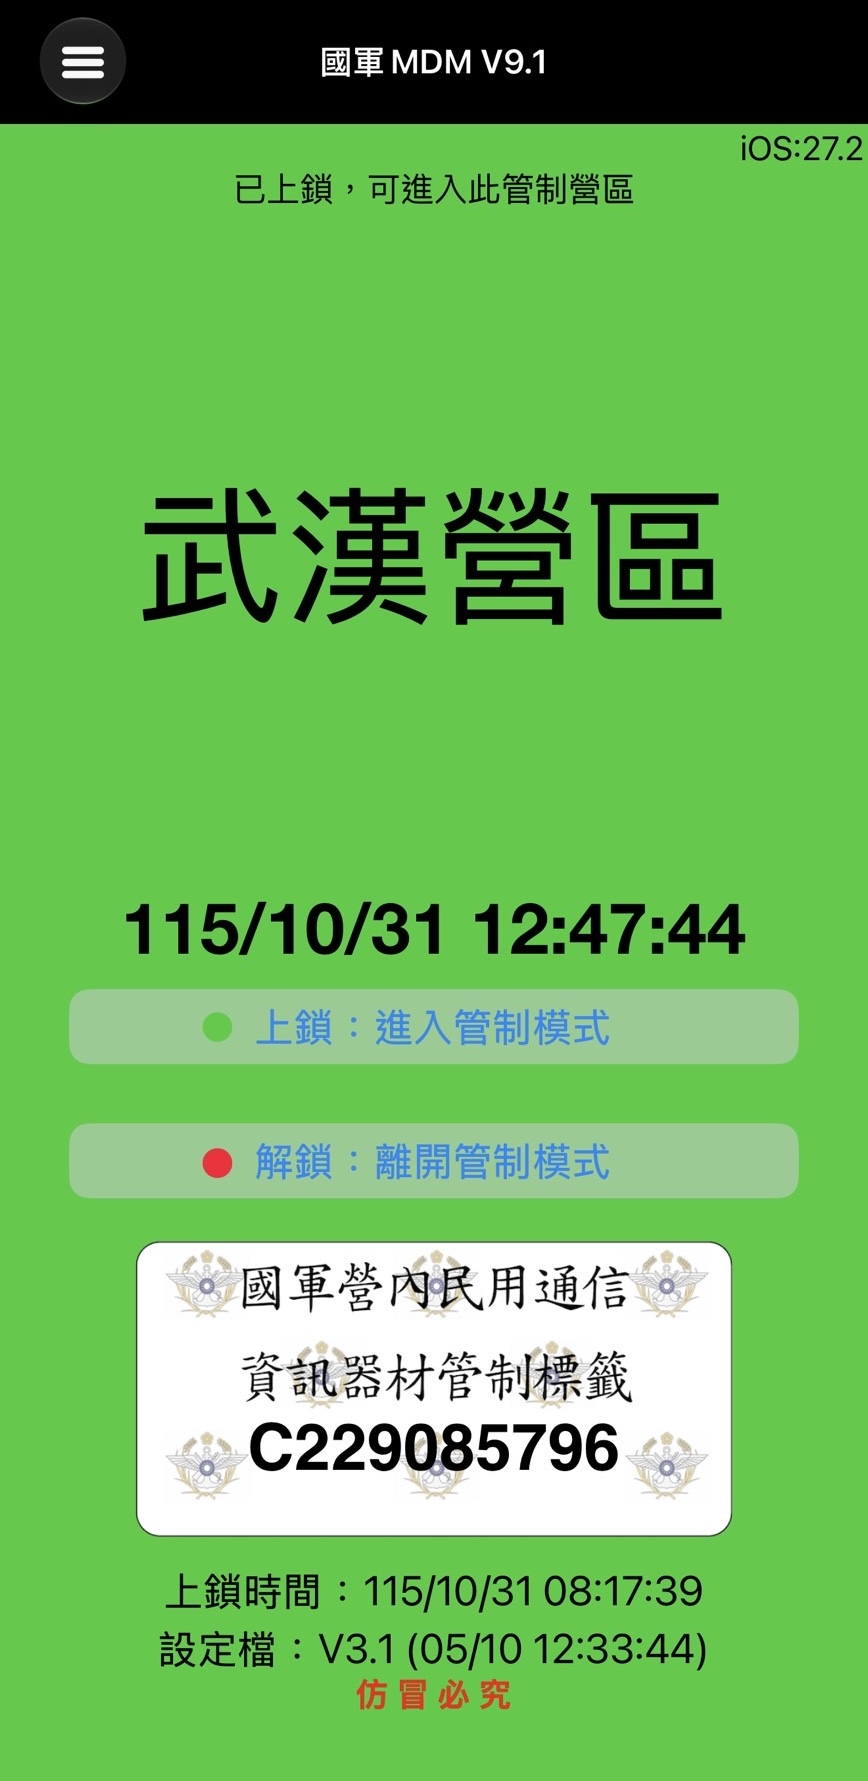 國軍 MDM V9.1
iOS:27.2
已上鎖，可進入此管制營區
武漢營區
115/10/31 12:47:44
上鎖：進入管制模式
解鎖：離開管制模式
國軍營內民用通信
資訊器材管制標籤
C229085796
上鎖時間：115/10/31 08:17:39
設定檔：V3.1 (05/10 12:33:44)
仿冒必究